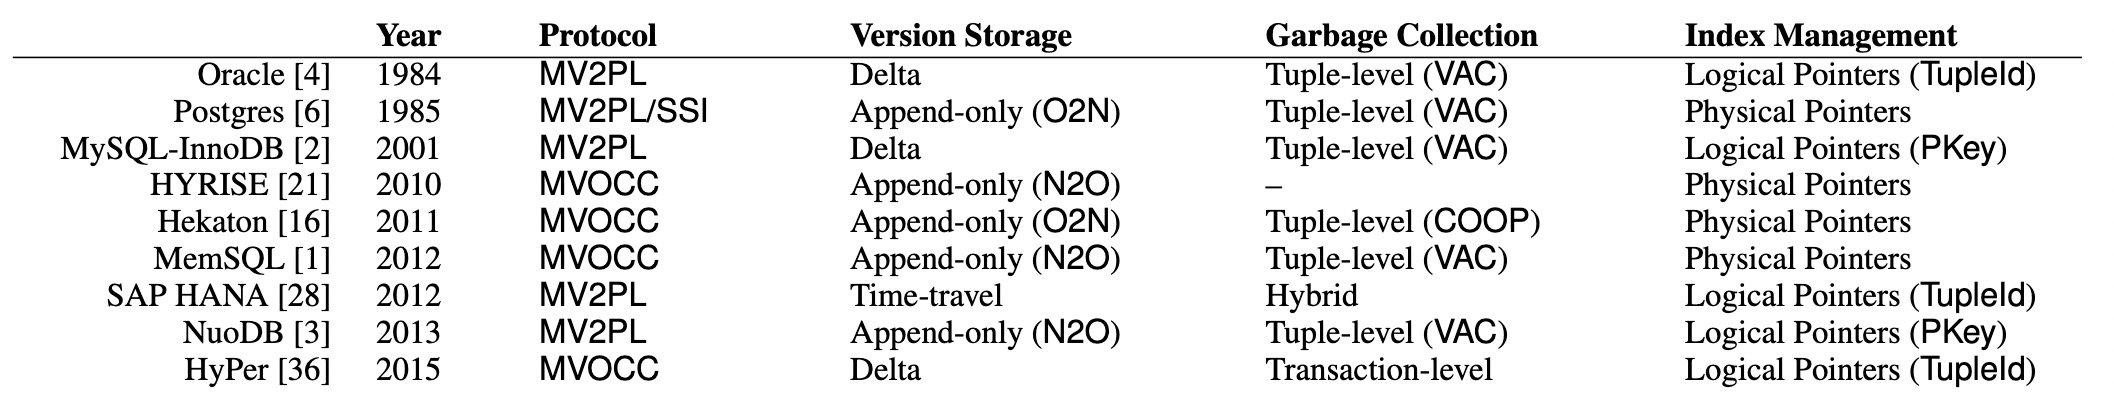 Year Protocol Version Storage Garbage Collection Index Management
Oracle [4] 1984 MV2PL Delta Tuple-level (VAC) Logical Pointers (TupleId)
Postgres [6] 1985 MV2PL/SSI Append-only (O2N) Tuple-level (VAC) Physical Pointers
MySQL-InnoDB [2] 2001 MV2PL Delta Tuple-level (VAC) Logical Pointers (PKey)
HYRISE [21] 2010 MVOCC Append-only (N2O) – Physical Pointers
Hekaton [16] 2011 MVOCC Append-only (O2N) Tuple-level (COOP) Physical Pointers
MemSQL [1] 2012 MVOCC Append-only (N2O) Tuple-level (VAC) Physical Pointers
SAP HANA [28] 2012 MV2PL Time-travel Hybrid Logical Pointers (TupleId)
NuoDB [3] 2013 MV2PL Append-only (N2O) Tuple-level (VAC) Logical Pointers (PKey)
HyPer [36] 2015 MVOCC Delta Transaction-level Logical Pointers (TupleId)